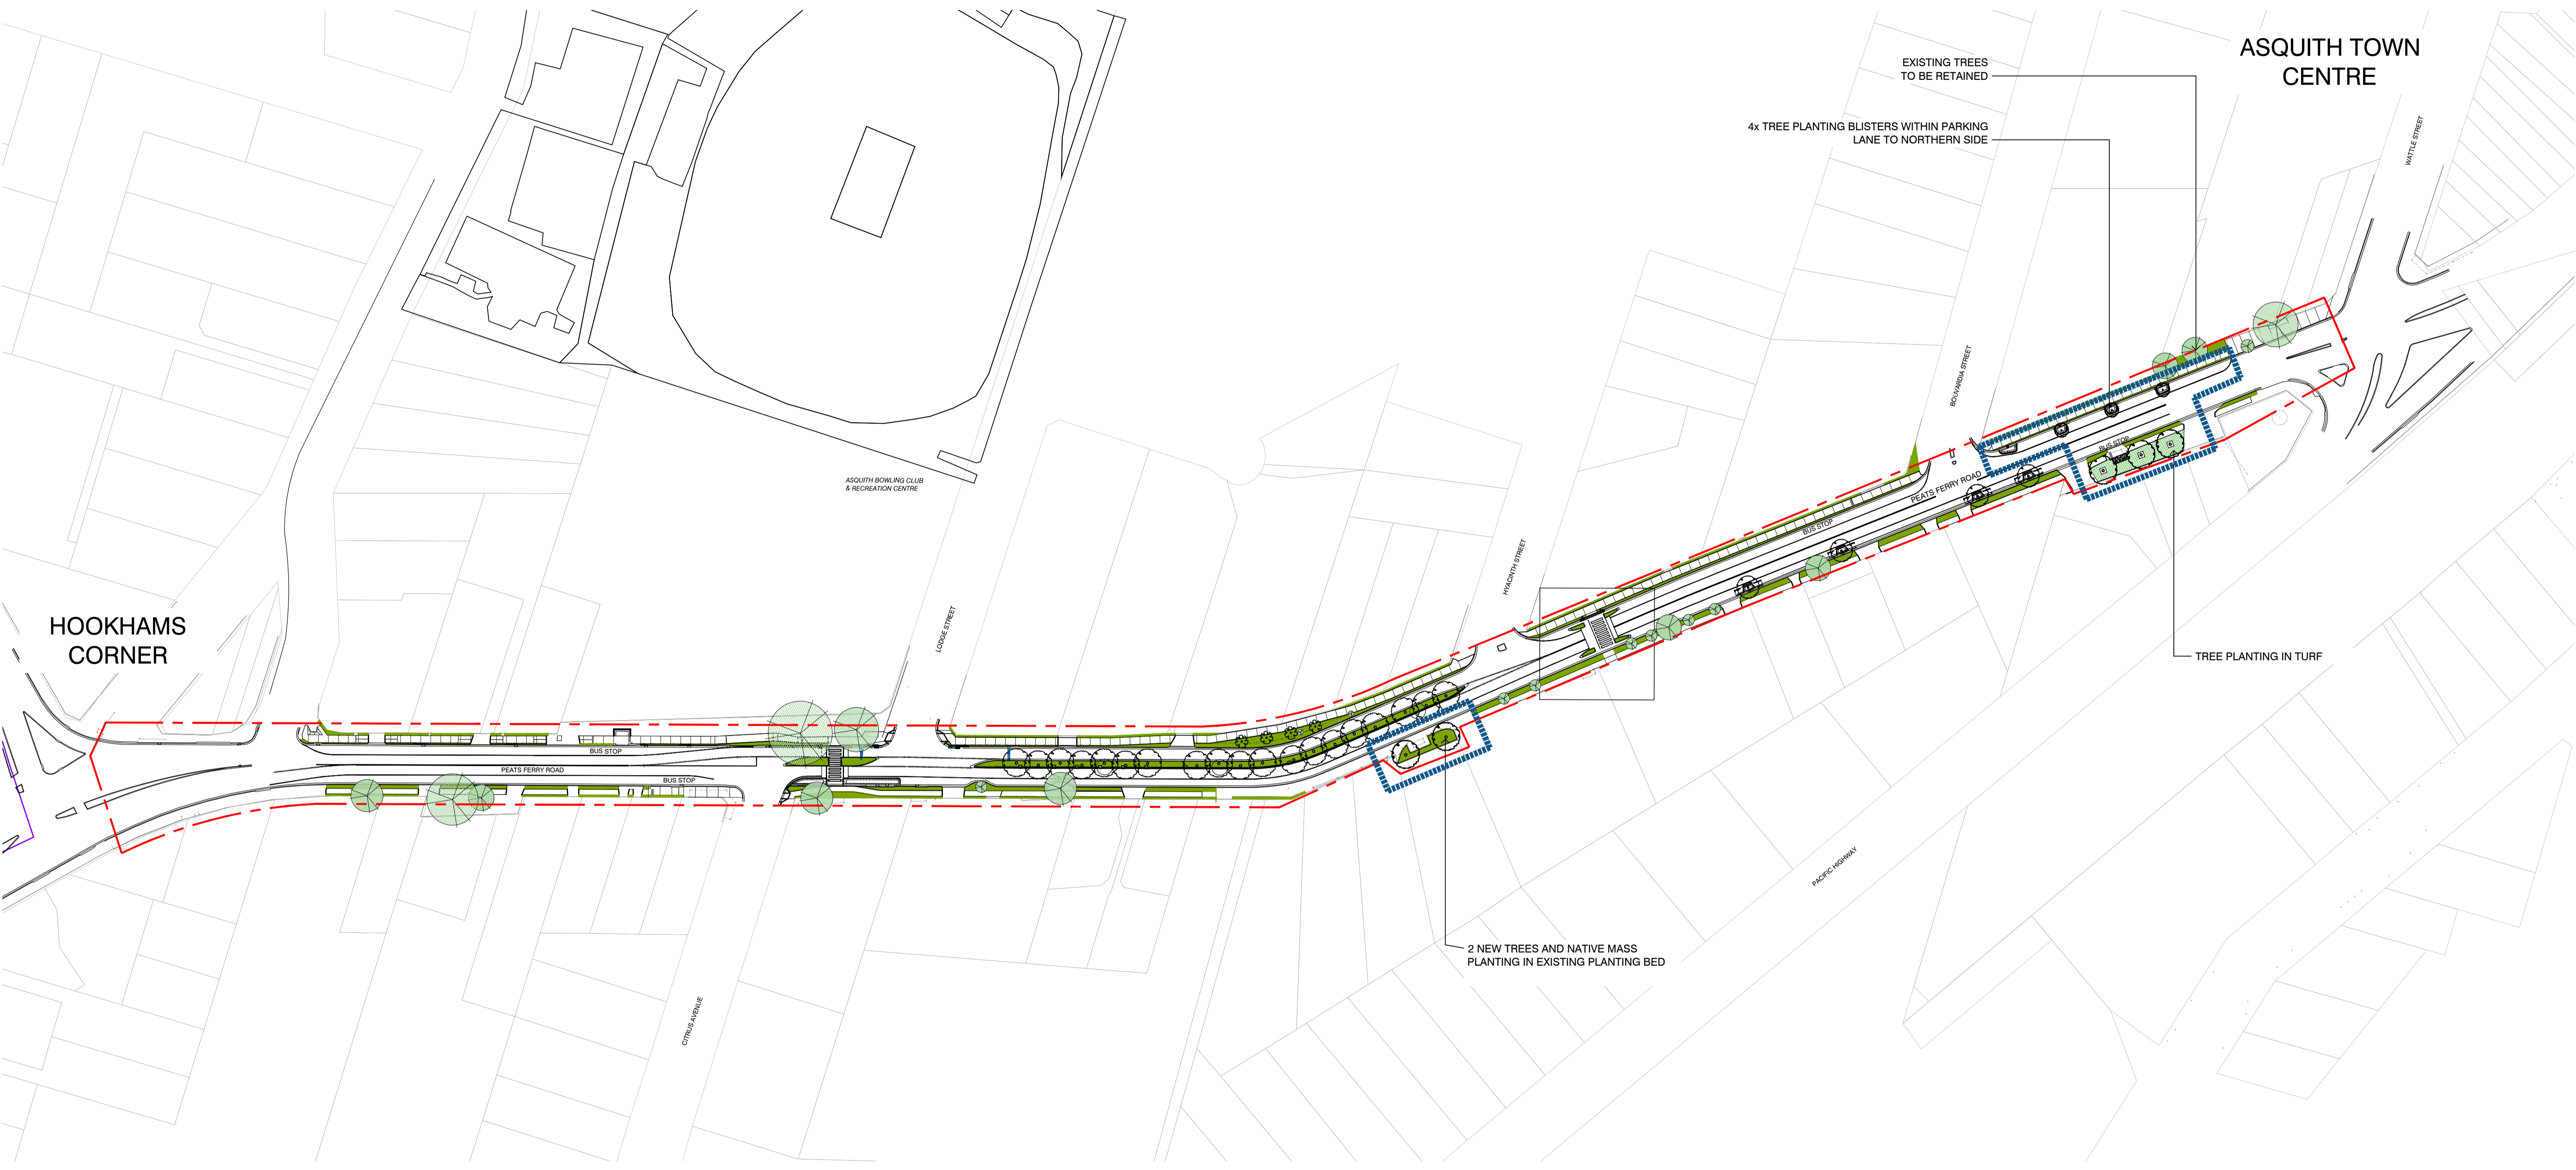 ASQUITH TOWN
CENTRE
EXISTING TREES
TO BE RETAINED
4x TREE PLANTING BLISTERS WITHIN PARKING
LANE TO NORTHERN SIDE
WATTLE STREET
BOUVARDIA STREET
BUS STOP
PEATS FERRY ROAD
BUS STOP
ASQUITH BOWLING CLUB
& RECREATION CENTRE
HYACINTH STREET
LODGE STREET
HOOKHAMS
CORNER
TREE PLANTING IN TURF
BUS STOP
PEATS FERRY ROAD
BUS STOP
PACIFIC HIGHWAY
2 NEW TREES AND NATIVE MASS
PLANTING IN EXISTING PLANTING BED
CITRUS AVENUE